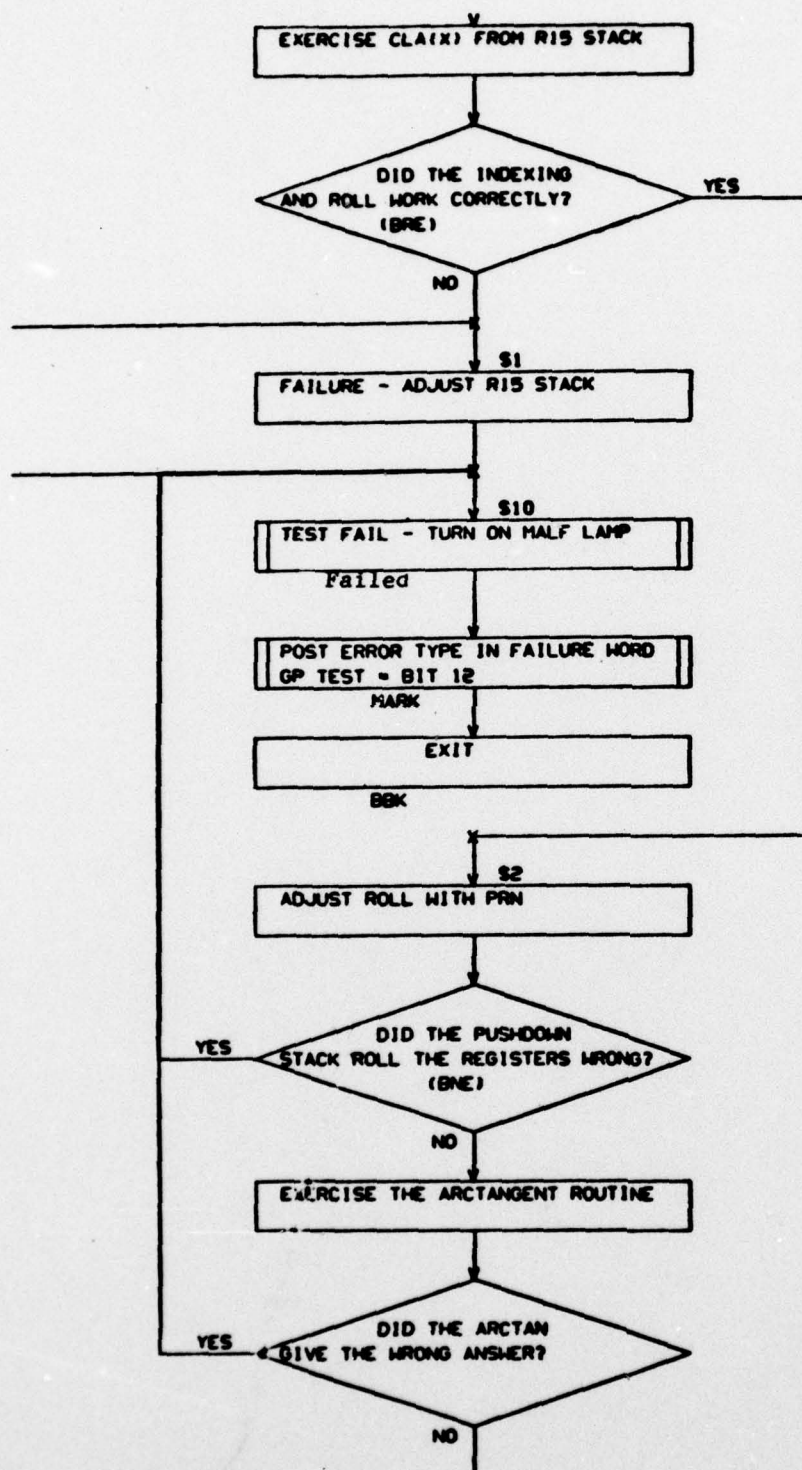 EXERCISE CLA(X) FROM R15 STACK
DID THE INDEXING
AND ROLL WORK CORRECTLY?
(BRE)
YES
NO
$1
FAILURE - ADJUST R15 STACK
$10
TEST FAIL - TURN ON MALF LAMP
Failed
POST ERROR TYPE IN FAILURE WORD
GP TEST = BIT 12
MARK
EXIT
BBK
$2
ADJUST ROLL WITH PRN
DID THE PUSHDOWN
STACK ROLL THE REGISTERS WRONG?
(BNE)
YES
NO
EXERCISE THE ARCTANGENT ROUTINE
DID THE ARCTAN
GIVE THE WRONG ANSWER?
YES
NO